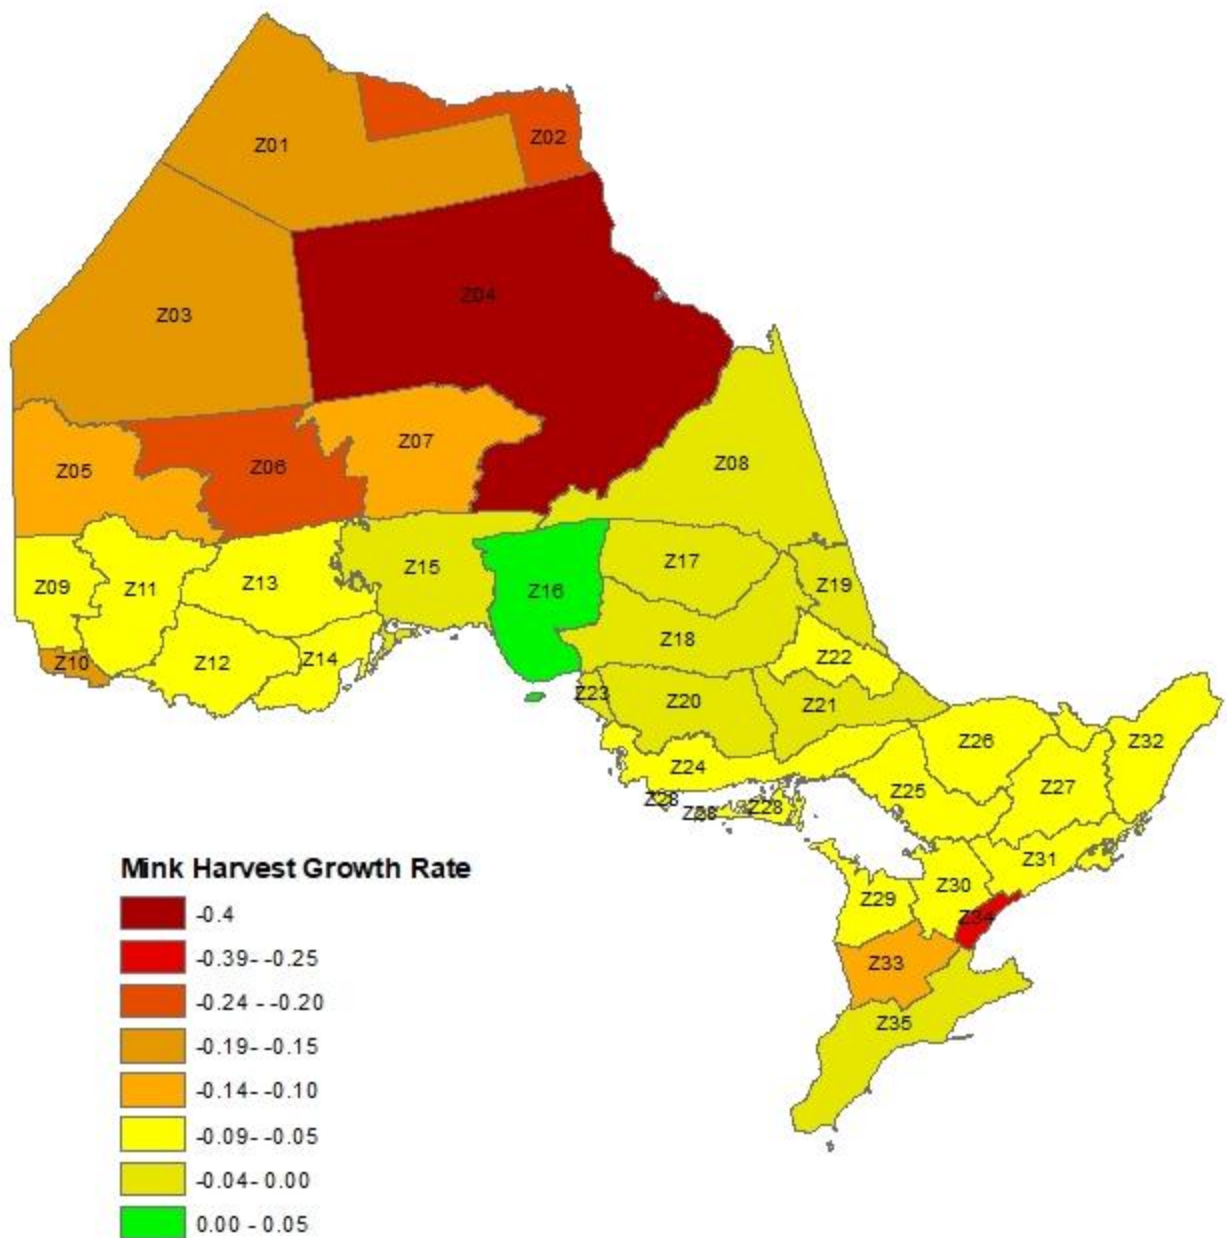 Z01
Z02
Z03
Z04
Z05
Z06
Z07
Z08
Z09
Z10
Z11
Z12
Z13
Z14
Z15
Z16
Z17
Z18
Z19
Z20
Z21
Z22
Z23
Z24
Z25
Z26
Z27
Z28
Z28
Z28
Z29
Z30
Z31
Z32
Z33
Z34
Z35
Mink Harvest Growth Rate
-0.4
-0.39- -0.25
-0.24 - -0.20
-0.19- -0.15
-0.14- -0.10
-0.09- -0.05
-0.04- 0.00
0.00 - 0.05